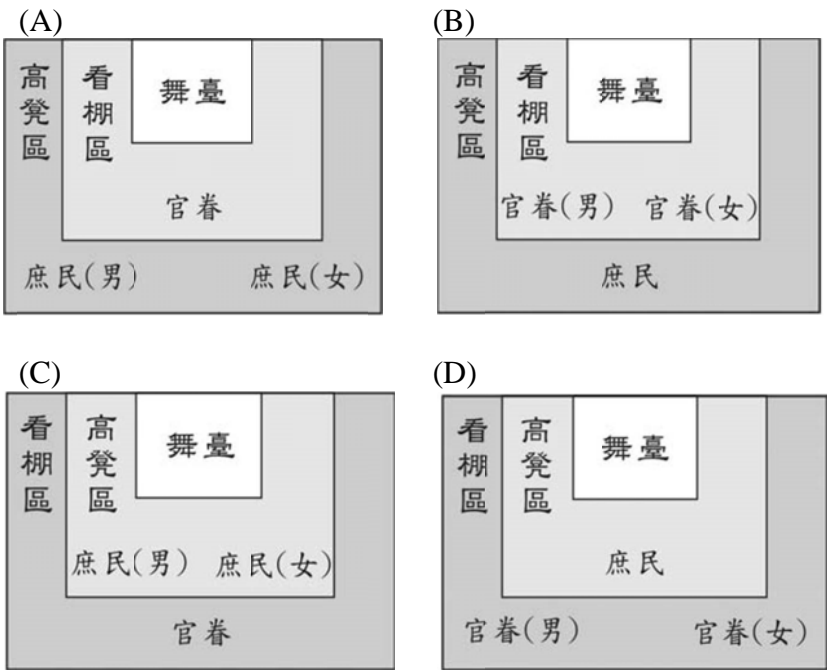 (A)
高凳區
看棚區
舞臺
官眷
庶民(男)
庶民(女)
(B)
高凳區
看棚區
舞臺
官眷(男)
官眷(女)
庶民
(C)
看棚區
高凳區
舞臺
庶民(男)
庶民(女)
官眷
(D)
看棚區
高凳區
舞臺
庶民
官眷(男)
官眷(女)